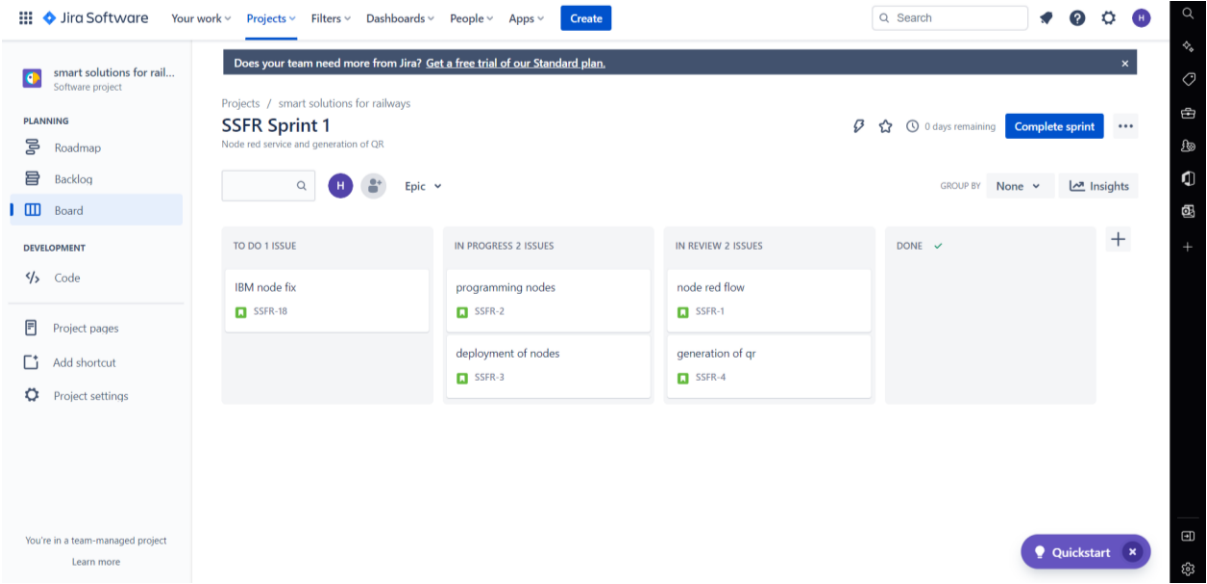 Jira Software Your work Projects Filters Dashboards People Apps Create Search H
Does your team need more from Jira? Get a free trial of our Standard plan.
smart solutions for rail...
Software project
PLANNING
Roadmap
Backlog
Board
DEVELOPMENT
Code
Project pages
Add shortcut
Project settings
You're in a team-managed project
Learn more
Projects / smart solutions for railways
SSFR Sprint 1
Node red service and generation of QR
0 days remaining Complete sprint
H Epic GROUP BY None Insights
TO DO 1 ISSUE
IBM node fix
SSFR-18
IN PROGRESS 2 ISSUES
programming nodes
SSFR-2
deployment of nodes
SSFR-3
IN REVIEW 2 ISSUES
node red flow
SSFR-1
generation of qr
SSFR-4
DONE
Quickstart